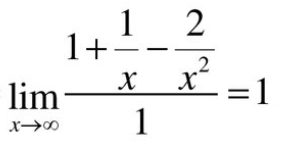 lim x→∞ (1 + 1/x − 2/x²)/1 = 1